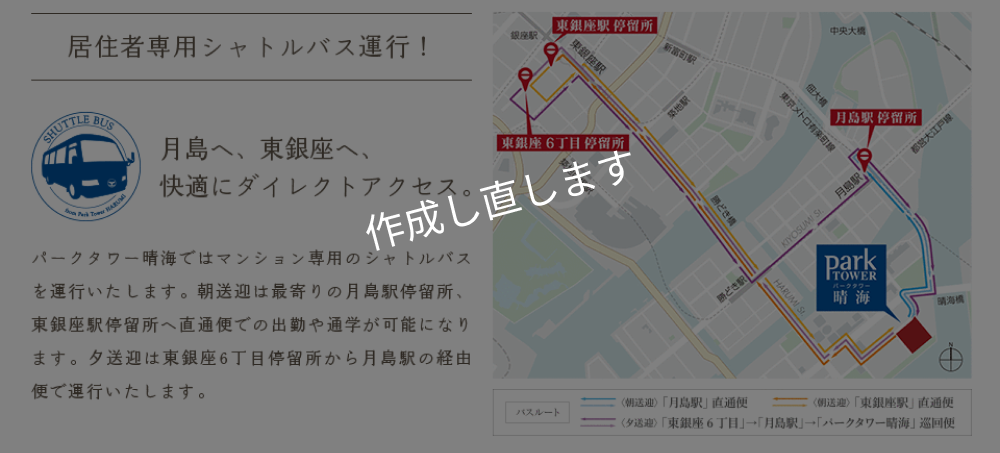 居住者専用シャトルバス運行！
SHUTTLE BUS
from Park Tower HARUMI
月島へ、東銀座へ、
快適にダイレクトアクセス。
作成し直します
パークタワー晴海ではマンション専用のシャトルバス
を運行いたします。朝送迎は最寄りの月島駅停留所、
東銀座駅停留所へ直通便での出勤や通学が可能になり
ます。夕送迎は東銀座6丁目停留所から月島駅の経由
便で運行いたします。
東銀座駅 停留所
銀座駅
東銀座駅
新富町駅
中央大橋
佃大橋
東京メトロ有楽町線
築地駅
月島駅 停留所
都営大江戸線
東銀座 6 丁目 停留所
月島駅
勝どき橋
KIYOSUMI St.
勝どき駅
HARUMI St.
park
TOWER
パークタワー
晴海
晴海橋
N
バスルート
〈朝送迎〉「月島駅」直通便
〈朝送迎〉「東銀座駅」直通便
〈夕送迎〉「東銀座 6 丁目」→「月島駅」→「パークタワー晴海」巡回便